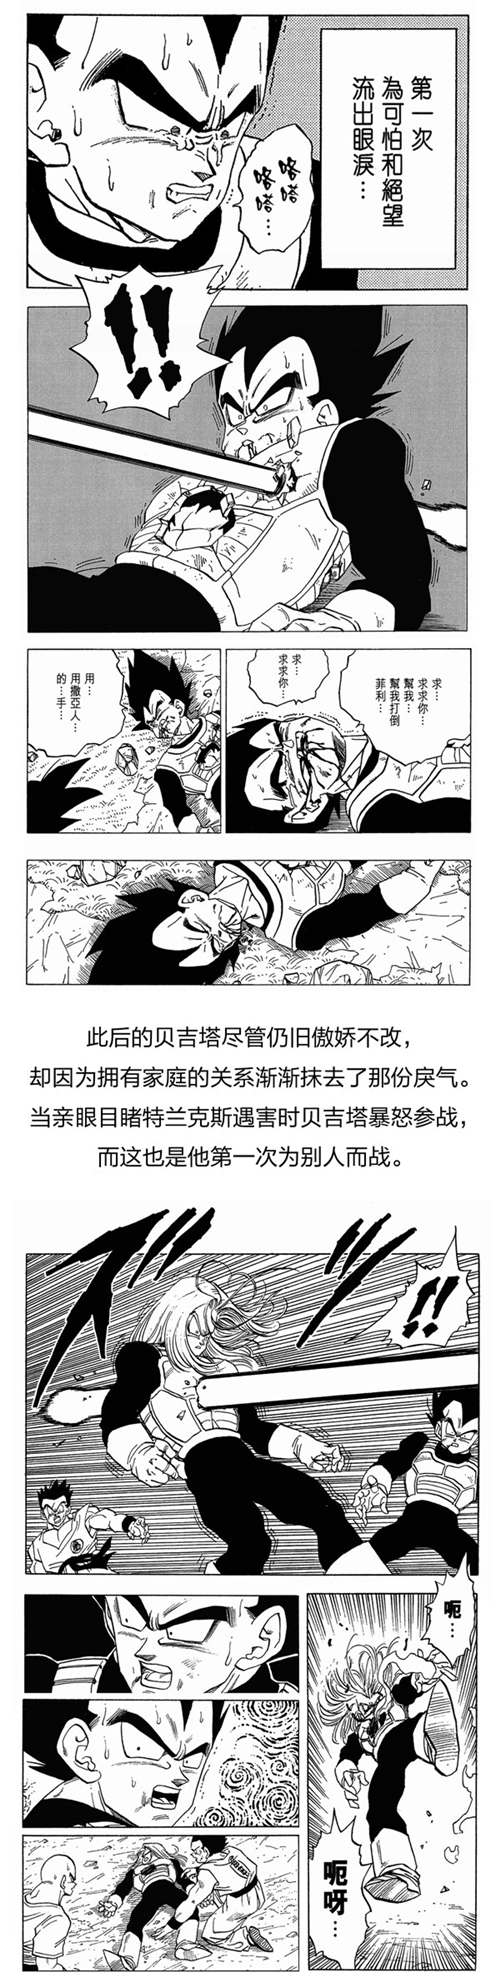 第一次
為可怕和絕望
流出眼淚…
咯噔
咯噔…
!!
求…
求求你…
幫我…
幫我打倒
菲利…
求…
求求你…
用…
用撒亞人…
的…手…
此后的贝吉塔尽管仍旧傲娇不改，
却因为拥有家庭的关系渐渐抹去了那份戾气。
当亲眼目睹特兰克斯遇害时贝吉塔暴怒参战，
而这也是他第一次为别人而战。
!!
呃…
呃呀…